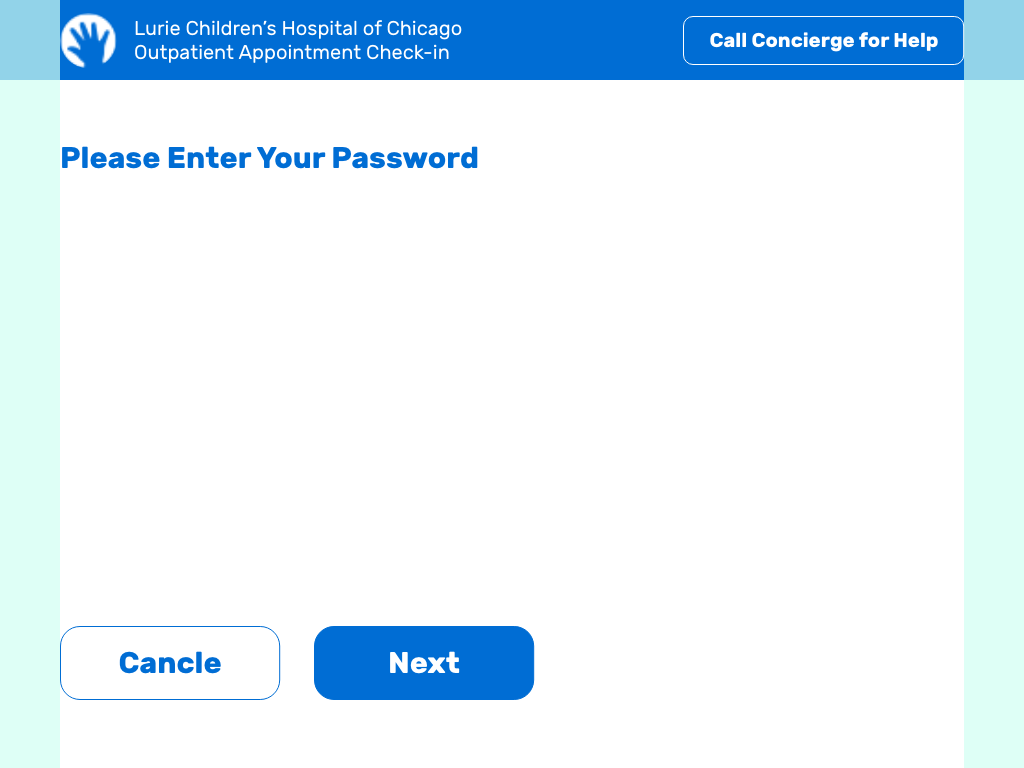 Lurie Children’s Hospital of Chicago
Outpatient Appointment Check-in
Call Concierge for Help
Please Enter Your Password
Cancle
Next